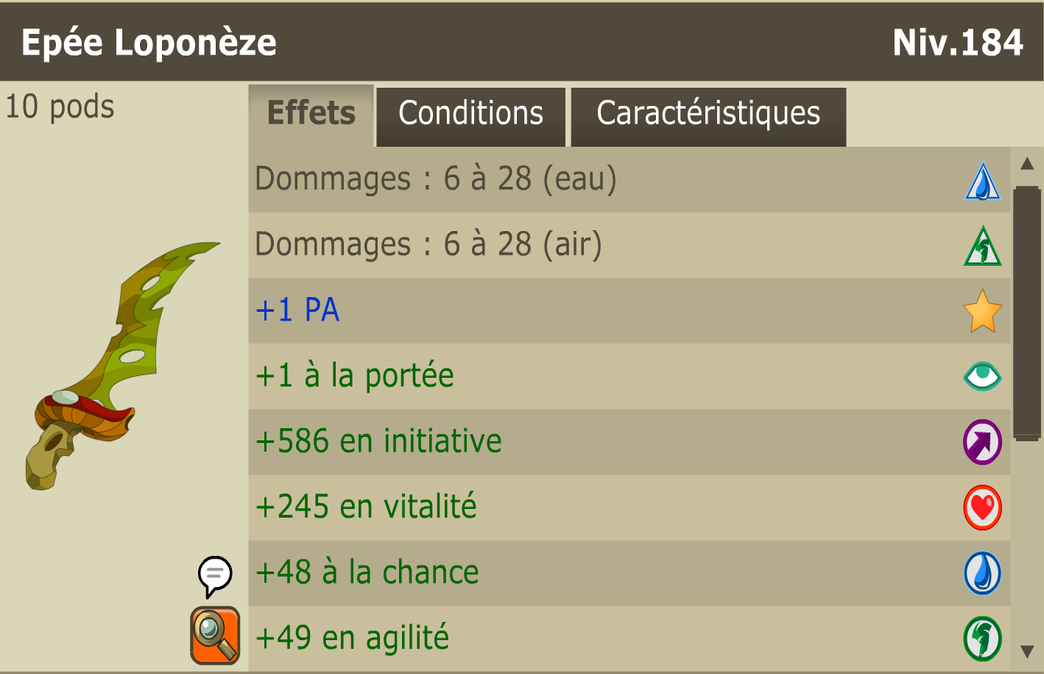 Epée Loponèze
Niv.184
10 pods
Effets
Conditions
Caractéristiques
Dommages : 6 à 28 (eau)
Dommages : 6 à 28 (air)
+1 PA
+1 à la portée
+586 en initiative
+245 en vitalité
+48 à la chance
+49 en agilité